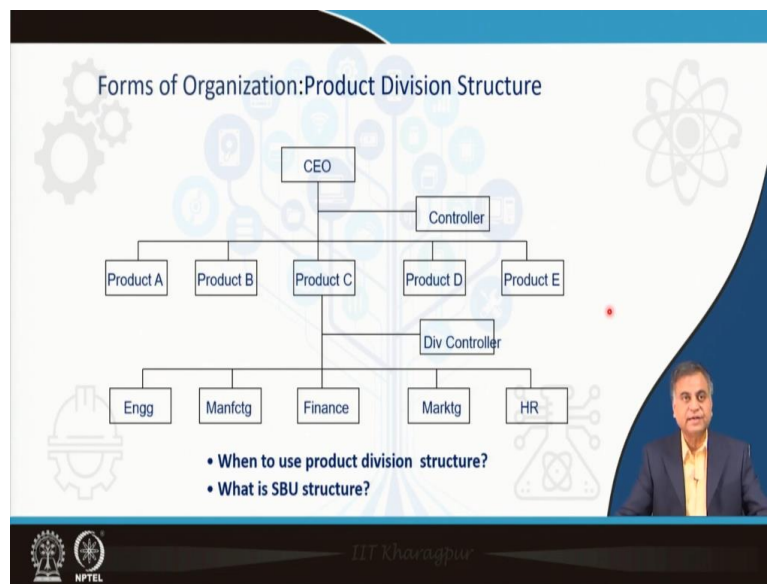 Forms of Organization:Product Division Structure
CEO
Controller
Product A
Product B
Product C
Product D
Product E
Div Controller
Engg
Manfctg
Finance
Marktg
HR
• When to use product division structure?
• What is SBU structure?
IIT Kharagpur
NPTEL